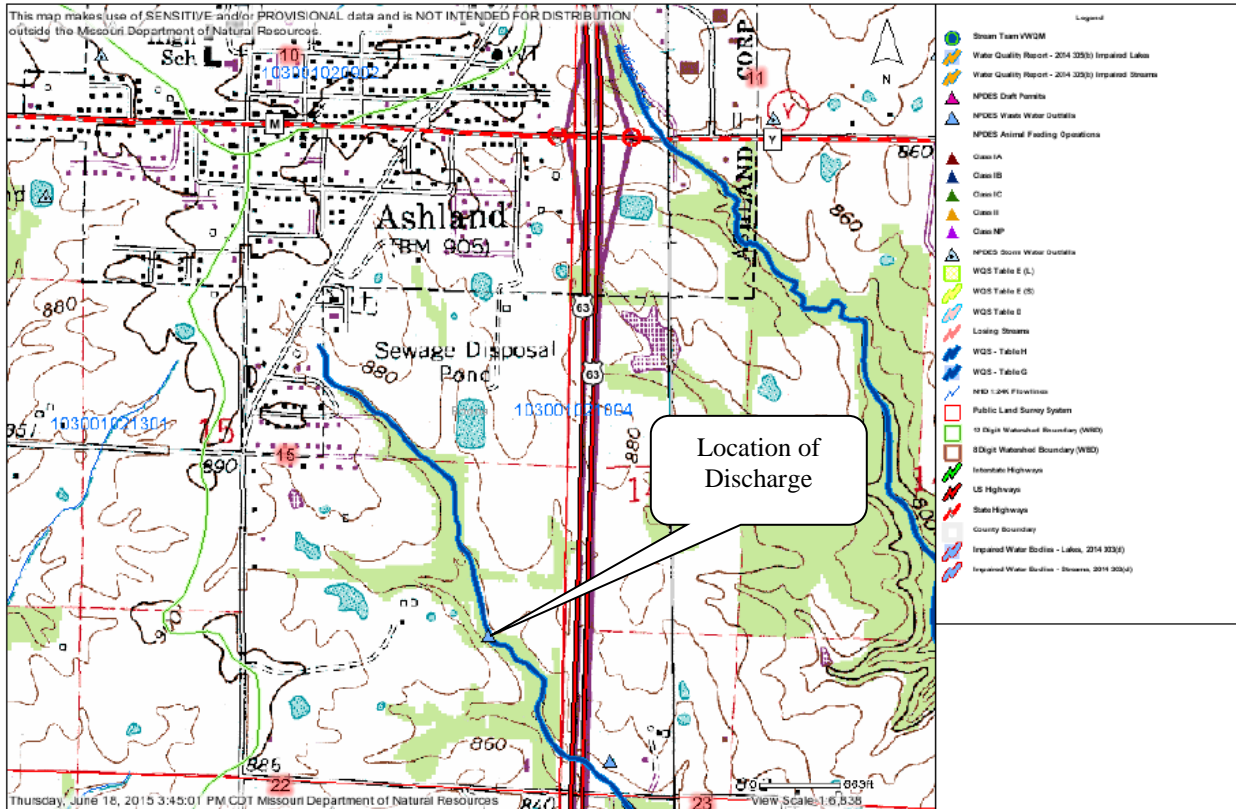 This map makes use of SENSITIVE and/or PROVISIONAL data and is NOT INTENDED FOR DISTRIBUTION
outside the Missouri Department of Natural Resources.
Sch
10
103001020902
M
CORP
11
ASHLAND
Y
Y
N
860
Ashland
(BM 905)
860
880
63
63
Sewage Disposal
Pond
880
103001021301
15
103001021004
15
890
880
Location of
Discharge
800
860
886
22
23
Thursday, June 18, 2015 3:45:01 PM CDT Missouri Department of Natural Resources
View Scale 1:6,838
Legend
Stream Team VWQM
Water Quality Report - 2014 305(b) Impaired Lakes
Water Quality Report - 2014 305(b) Impaired Streams
NPDES Draft Permits
NPDES Waste Water Outfalls
NPDES Animal Feeding Operations
Class IA
Class IB
Class IC
Class II
Class NP
NPDES Storm Water Outfalls
WQS Table E (L)
WQS Table E (S)
WQS Table D
Losing Streams
WQS - Table H
WQS - Table G
NHD 1:24K Flowlines
Public Land Survey System
12 Digit Watershed Boundary (WBD)
8 Digit Watershed Boundary (WBD)
Interstate Highways
US Highways
State Highways
County Boundary
Impaired Water Bodies - Lakes, 2014 303(d)
Impaired Water Bodies - Streams, 2014 303(d)